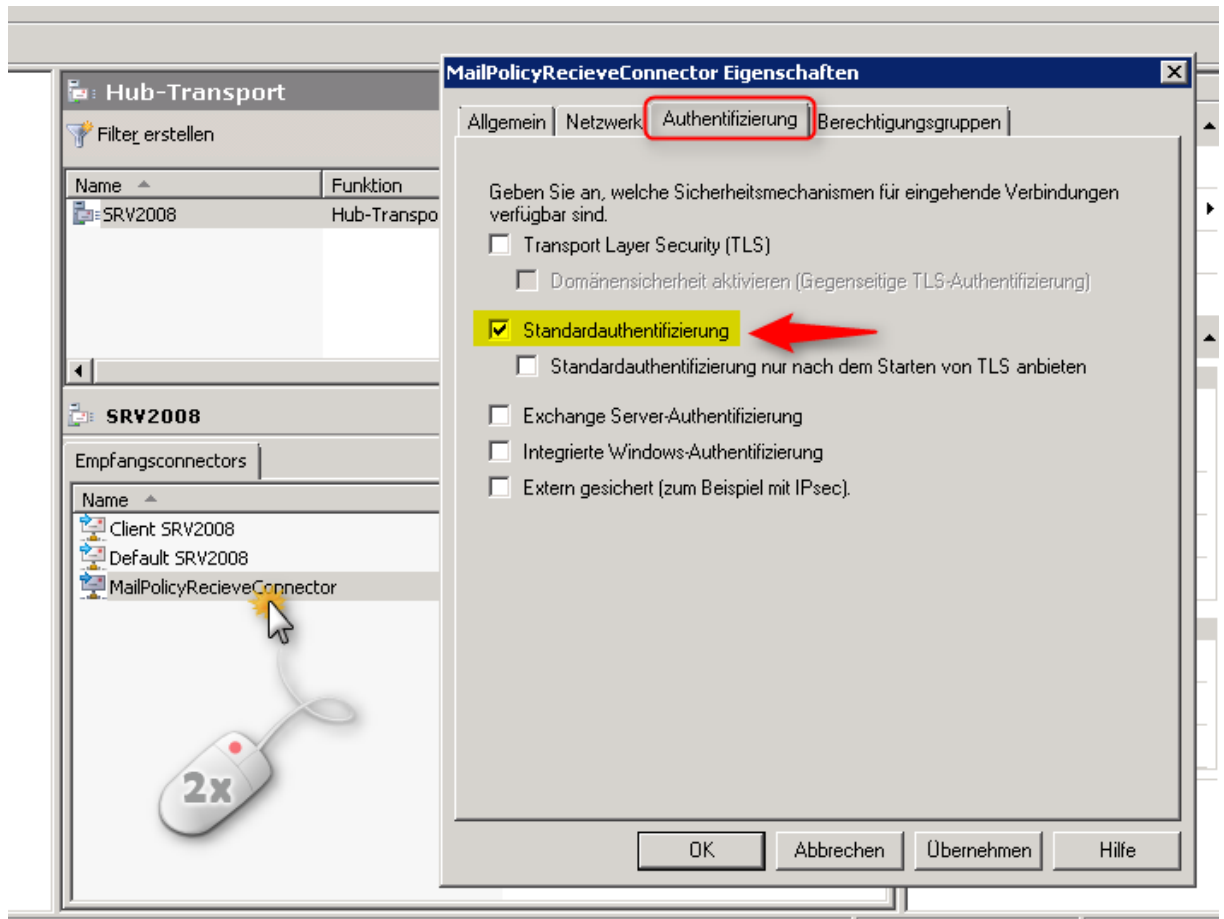 Hub-Transport
Filter erstellen
Name
Funktion
SRV2008
Hub-Transpo
SRV2008
Empfangsconnectors
Name
Client SRV2008
Default SRV2008
MailPolicyRecieveConnector
2x
MailPolicyRecieveConnector Eigenschaften
Allgemein
Netzwerk
Authentifizierung
Berechtigungsgruppen
Geben Sie an, welche Sicherheitsmechanismen für eingehende Verbindungen
verfügbar sind.
Transport Layer Security (TLS)
Domänensicherheit aktivieren (Gegenseitige TLS-Authentifizierung)
Standardauthentifizierung
Standardauthentifizierung nur nach dem Starten von TLS anbieten
Exchange Server-Authentifizierung
Integrierte Windows-Authentifizierung
Extern gesichert (zum Beispiel mit IPsec).
OK
Abbrechen
Übernehmen
Hilfe